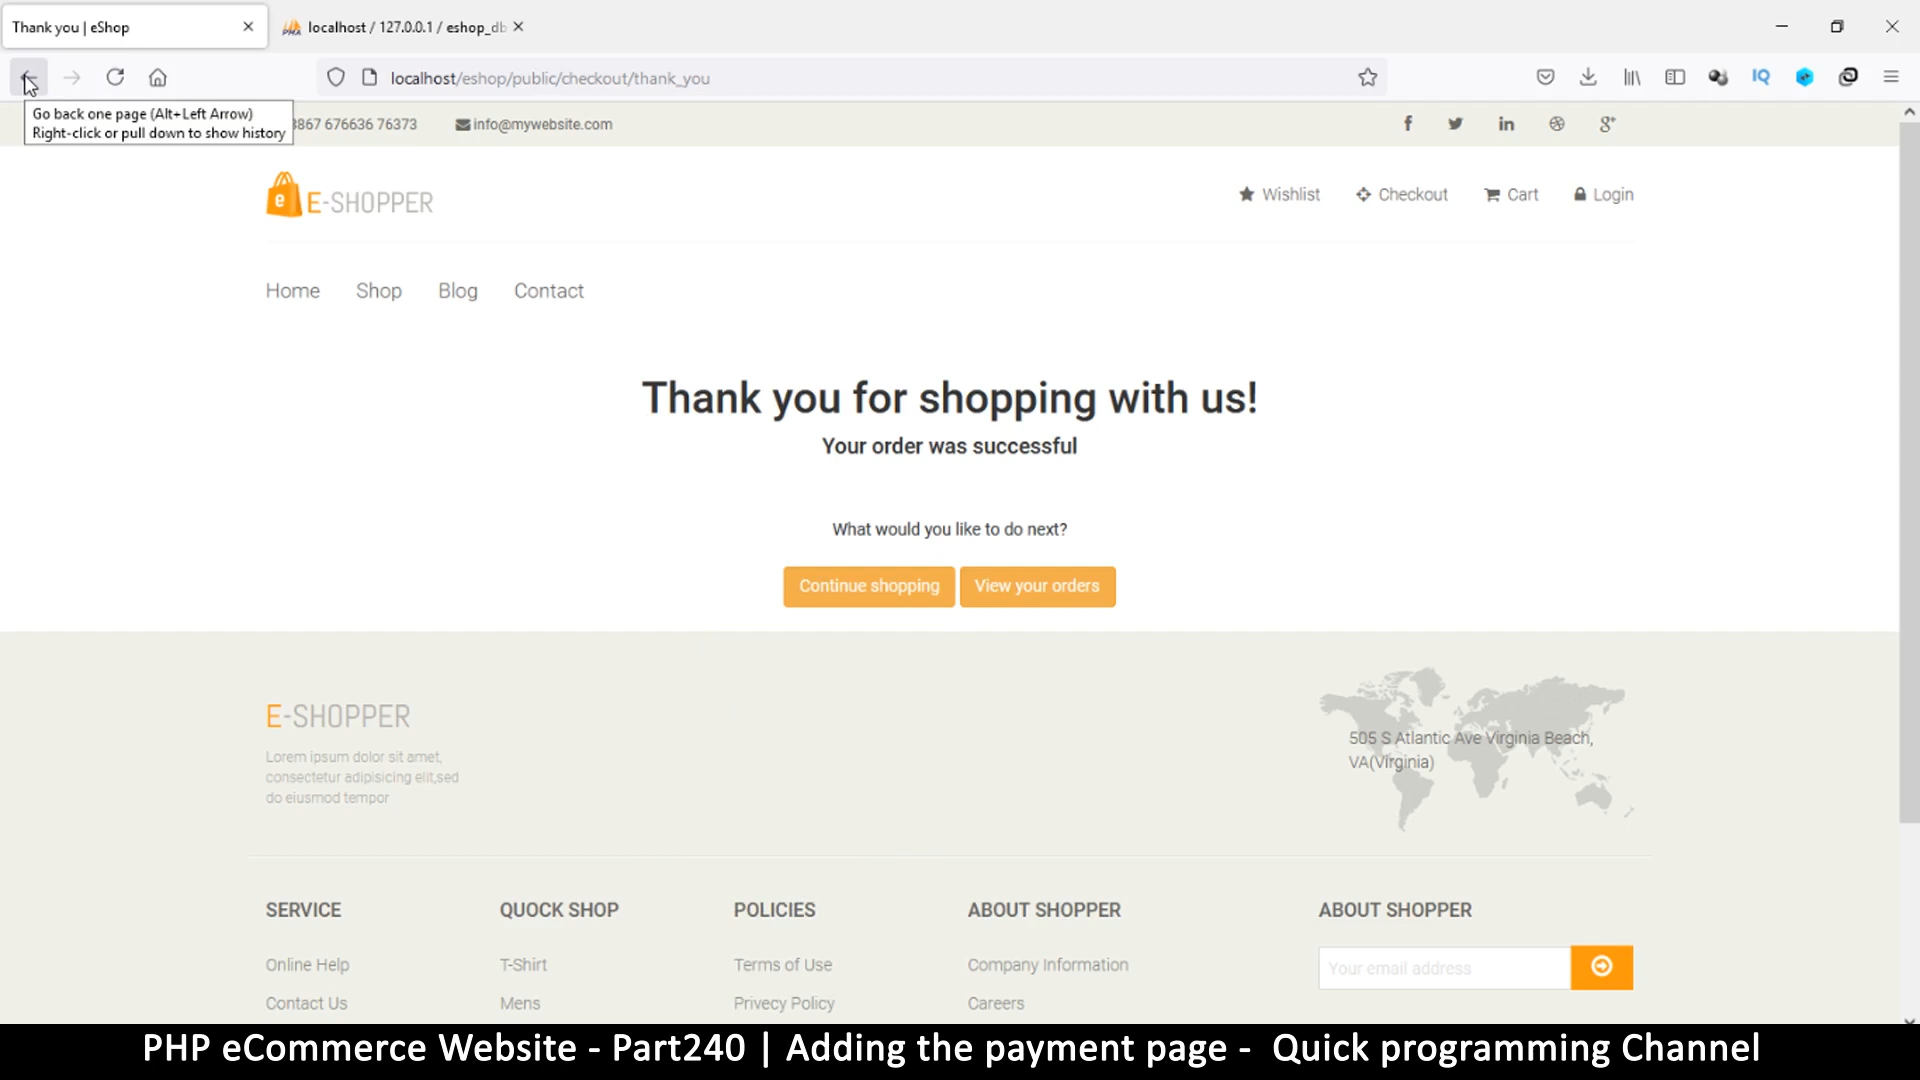 Thank you | eShop
localhost / 127.0.0.1 / eshop_db
localhost/eshop/public/checkout/thank_you
IQ
Go back one page (Alt+Left Arrow)
Right-click or pull down to show history
3867 676636 76373
info@mywebsite.com
E-SHOPPER
Wishlist
Checkout
Cart
Login
Home
Shop
Blog
Contact
Thank you for shopping with us!
Your order was successful
What would you like to do next?
Continue shopping
View your orders
E-SHOPPER
Lorem ipsum dolor sit amet,
consectetur adipisicing elit,sed
do eiusmod tempor
505 S Atlantic Ave Virginia Beach,
VA(Virginia)
SERVICE
Online Help
Contact Us
QUOCK SHOP
T-Shirt
Mens
POLICIES
Terms of Use
Privecy Policy
ABOUT SHOPPER
Company Information
Careers
ABOUT SHOPPER
Your email address
PHP eCommerce Website - Part240 | Adding the payment page - Quick programming Channel